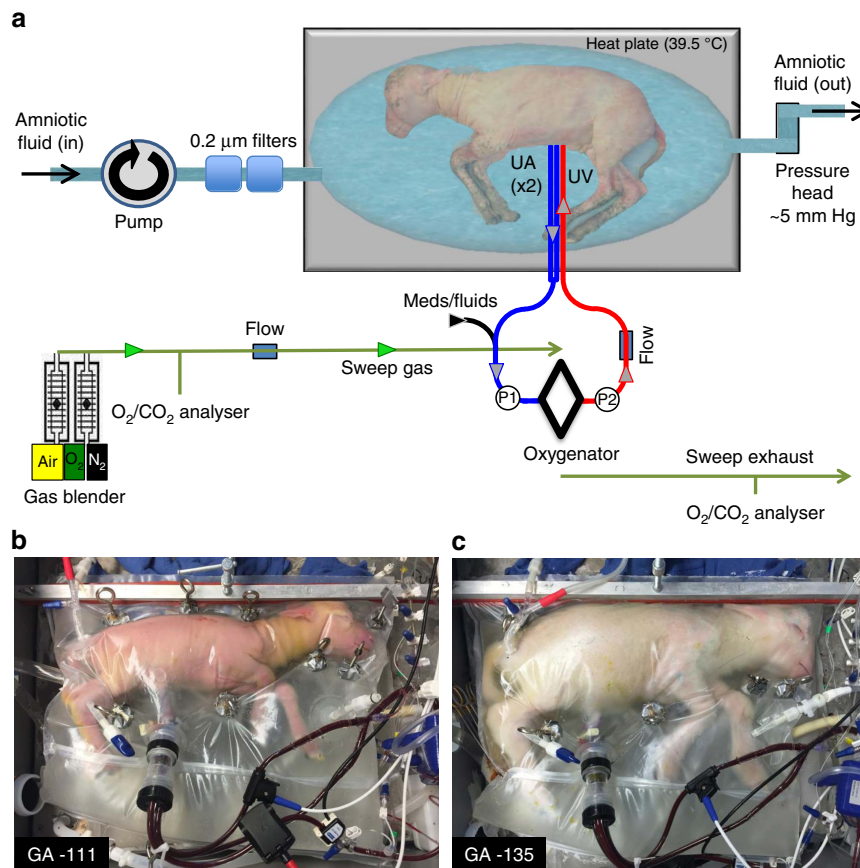 a
Heat plate (39.5 °C)
Amniotic
fluid (out)
Amniotic
fluid (in)
0.2 μm filters
Pump
UA
(x2)
UV
Pressure
head
~5 mm Hg
Meds/fluids
Flow
Sweep gas
Flow
O₂/CO₂ analyser
P1
P2
Oxygenator
Air
O₂
N₂
Gas blender
Sweep exhaust
O₂/CO₂ analyser
b
c
GA -111
GA -135